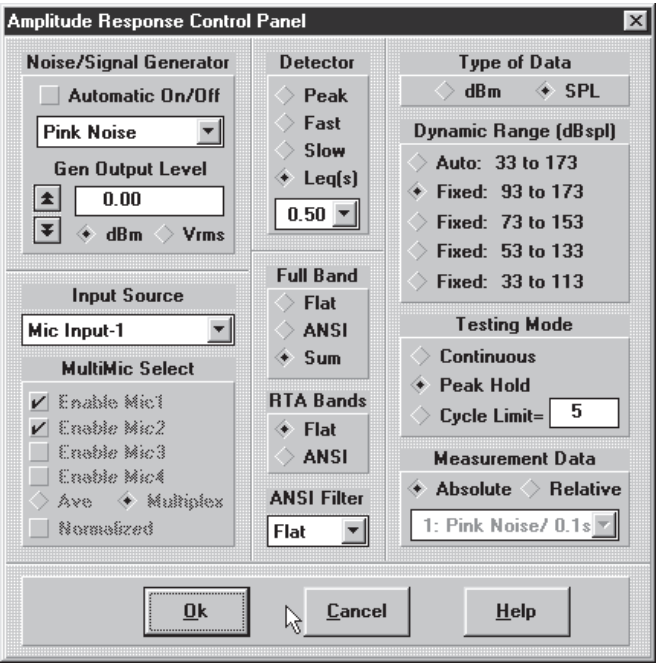 Amplitude Response Control Panel
Noise/Signal Generator
Automatic On/Off
Pink Noise
Gen Output Level
0.00
dBm Vrms
Input Source
Mic Input-1
MultiMic Select
Enable Mic1
Enable Mic2
Enable Mic3
Enable Mic4
Ave Multiplex
Normalized
Detector
Peak
Fast
Slow
Leq(s)
0.50
Full Band
Flat
ANSI
Sum
RTA Bands
Flat
ANSI
ANSI Filter
Flat
Type of Data
dBm SPL
Dynamic Range (dBspl)
Auto: 33 to 173
Fixed: 93 to 173
Fixed: 73 to 153
Fixed: 53 to 133
Fixed: 33 to 113
Testing Mode
Continuous
Peak Hold
Cycle Limit= 5
Measurement Data
Absolute Relative
1: Pink Noise/ 0.1s
Ok Cancel Help